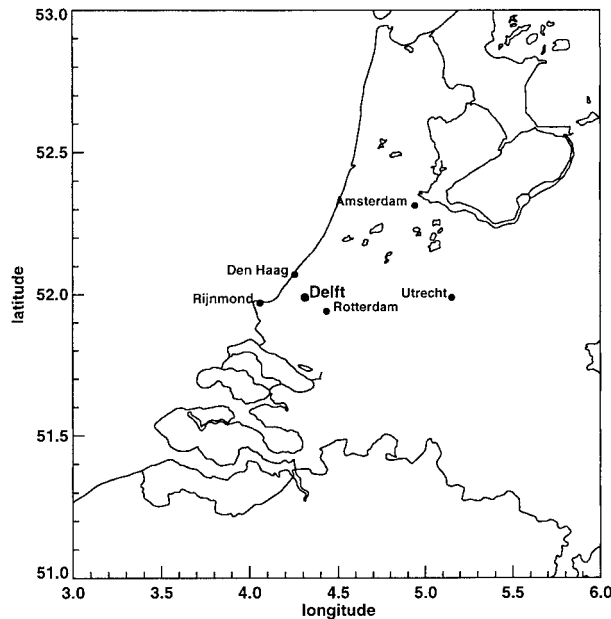 53.0
52.5
Amsterdam
Den Haag
latitude
52.0
Rijnmond
Delft
Utrecht
Rotterdam
51.5
51.0
3.0 3.5 4.0 4.5 5.0 5.5 6.0
longitude